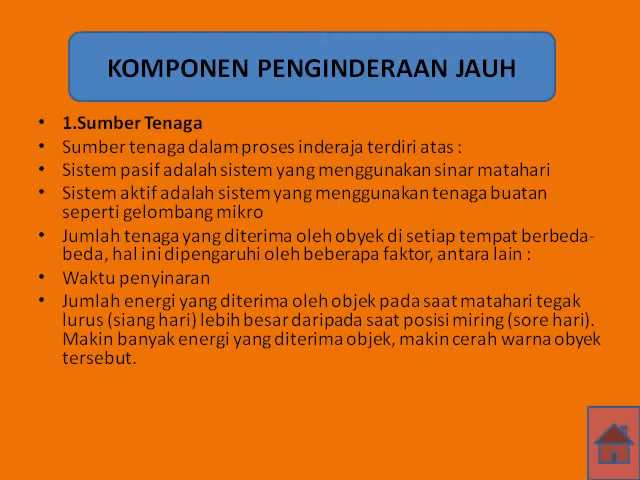 KOMPONEN PENGINDERAAN JAUH
• 1.Sumber Tenaga
• Sumber tenaga dalam proses inderaja terdiri atas :
• Sistem pasif adalah sistem yang menggunakan sinar matahari
• Sistem aktif adalah sistem yang menggunakan tenaga buatan
seperti gelombang mikro
• Jumlah tenaga yang diterima oleh obyek di setiap tempat berbeda-
beda, hal ini dipengaruhi oleh beberapa faktor, antara lain :
• Waktu penyinaran
• Jumlah energi yang diterima oleh objek pada saat matahari tegak
lurus (siang hari) lebih besar daripada saat posisi miring (sore hari).
Makin banyak energi yang diterima objek, makin cerah warna obyek
tersebut.